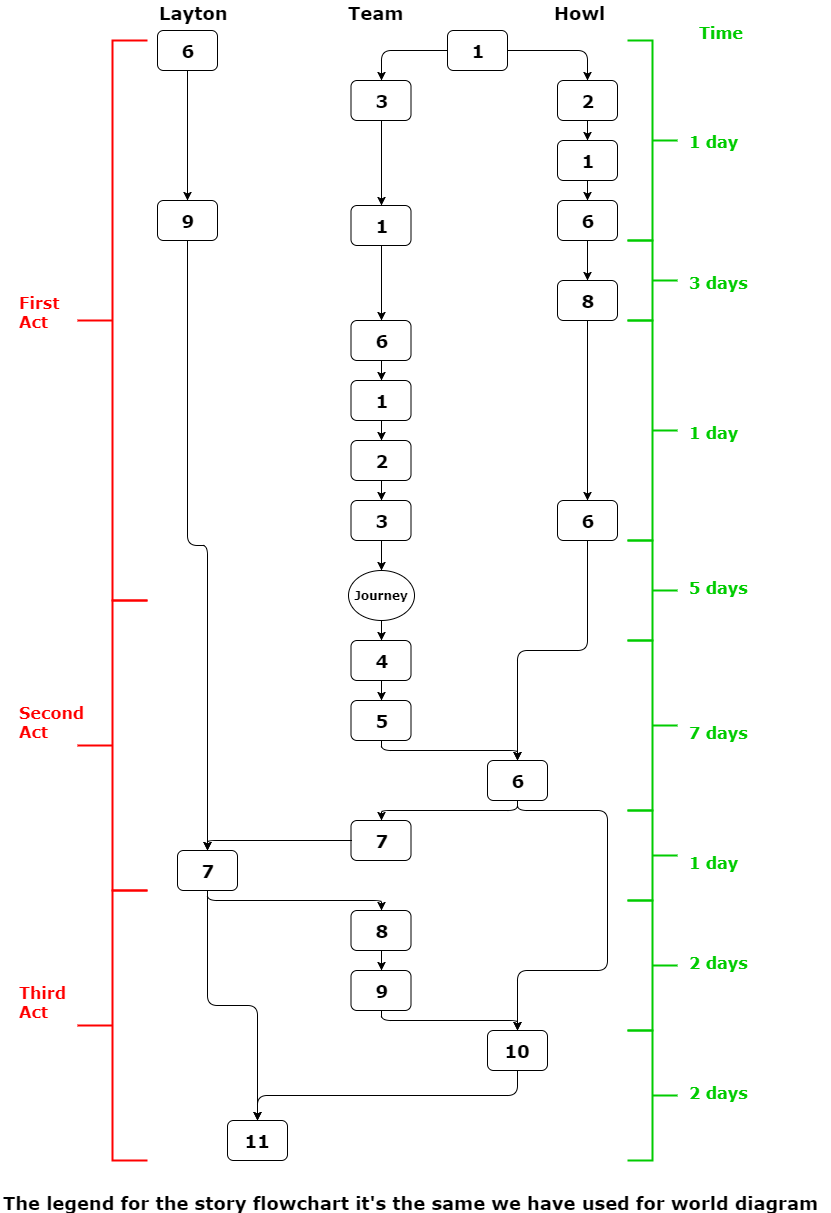 Layton Team Howl
Time
6
1
3
2
1 day
1
9
1
6
3 days
8
First
Act
6
1
1 day
2
3
6
5 days
Journey
4
Second
Act
5
7 days
6
7
1 day
7
8
2 days
9
Third
Act
10
2 days
11
The legend for the story flowchart it's the same we have used for world diagram